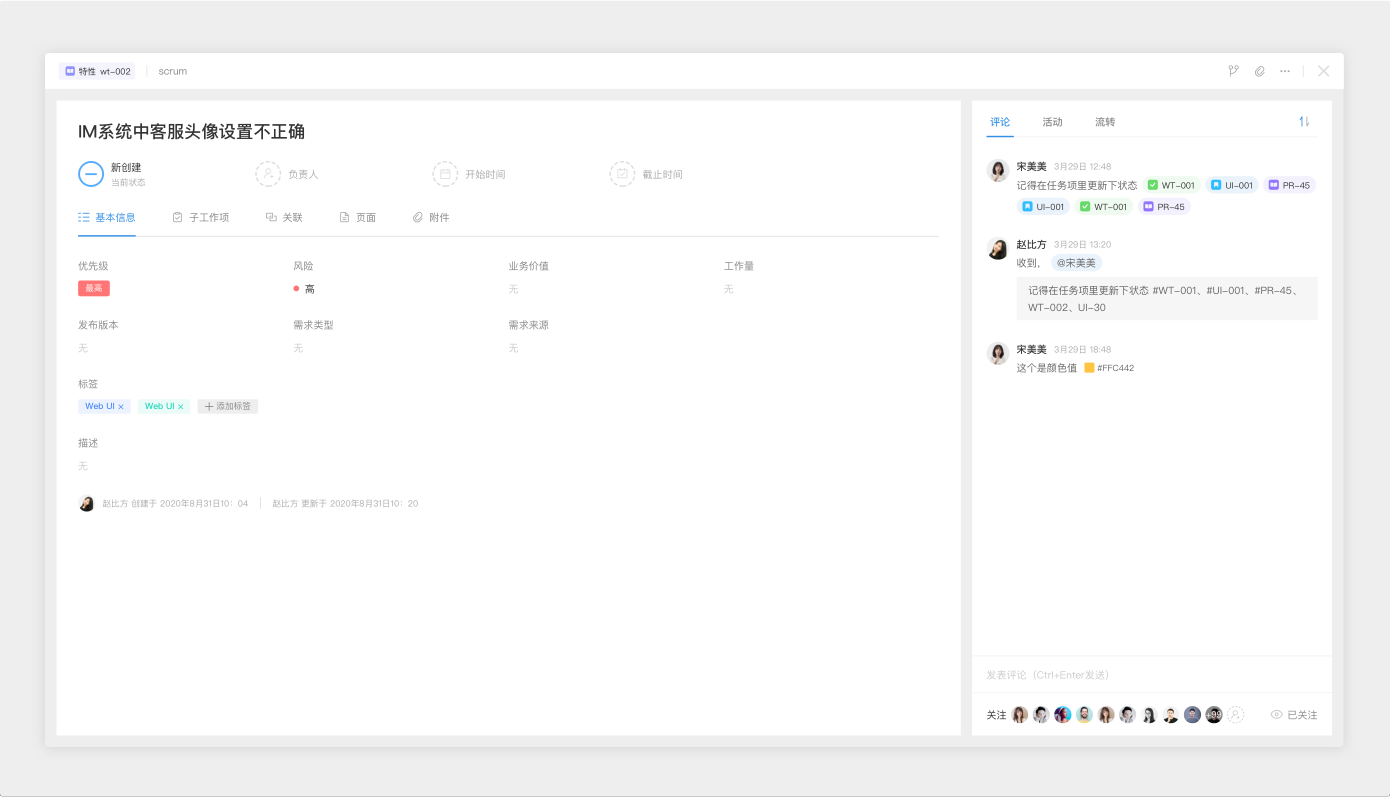 特性 wt-002 scrum
IM系统中客服头像设置不正确
新创建
当前状态
负责人
开始时间
截止时间
基本信息 子工作项 关联 页面 附件
优先级 风险 业务价值 工作量
最高 高 无 无
发布版本 需求类型 需求来源
无 无 无
标签
Web UI × Web UI × 添加标签
描述
无
赵比方 创建于 2020年8月31日10：04 赵比方 更新于 2020年8月31日10：20
评论 活动 流转
宋美美 3月29日 12:48
记得在任务项里更新下状态 WT-001 UI-001 PR-45
UI-001 WT-001 PR-45
赵比方 3月29日 13:20
收到， @宋美美
记得在任务项里更新下状态 #WT-001、#UI-001、#PR-45、
WT-002、UI-30
宋美美 3月29日 18:48
这个是颜色值 #FFC442
发表评论（Ctrl+Enter发送）
关注 +99 已关注